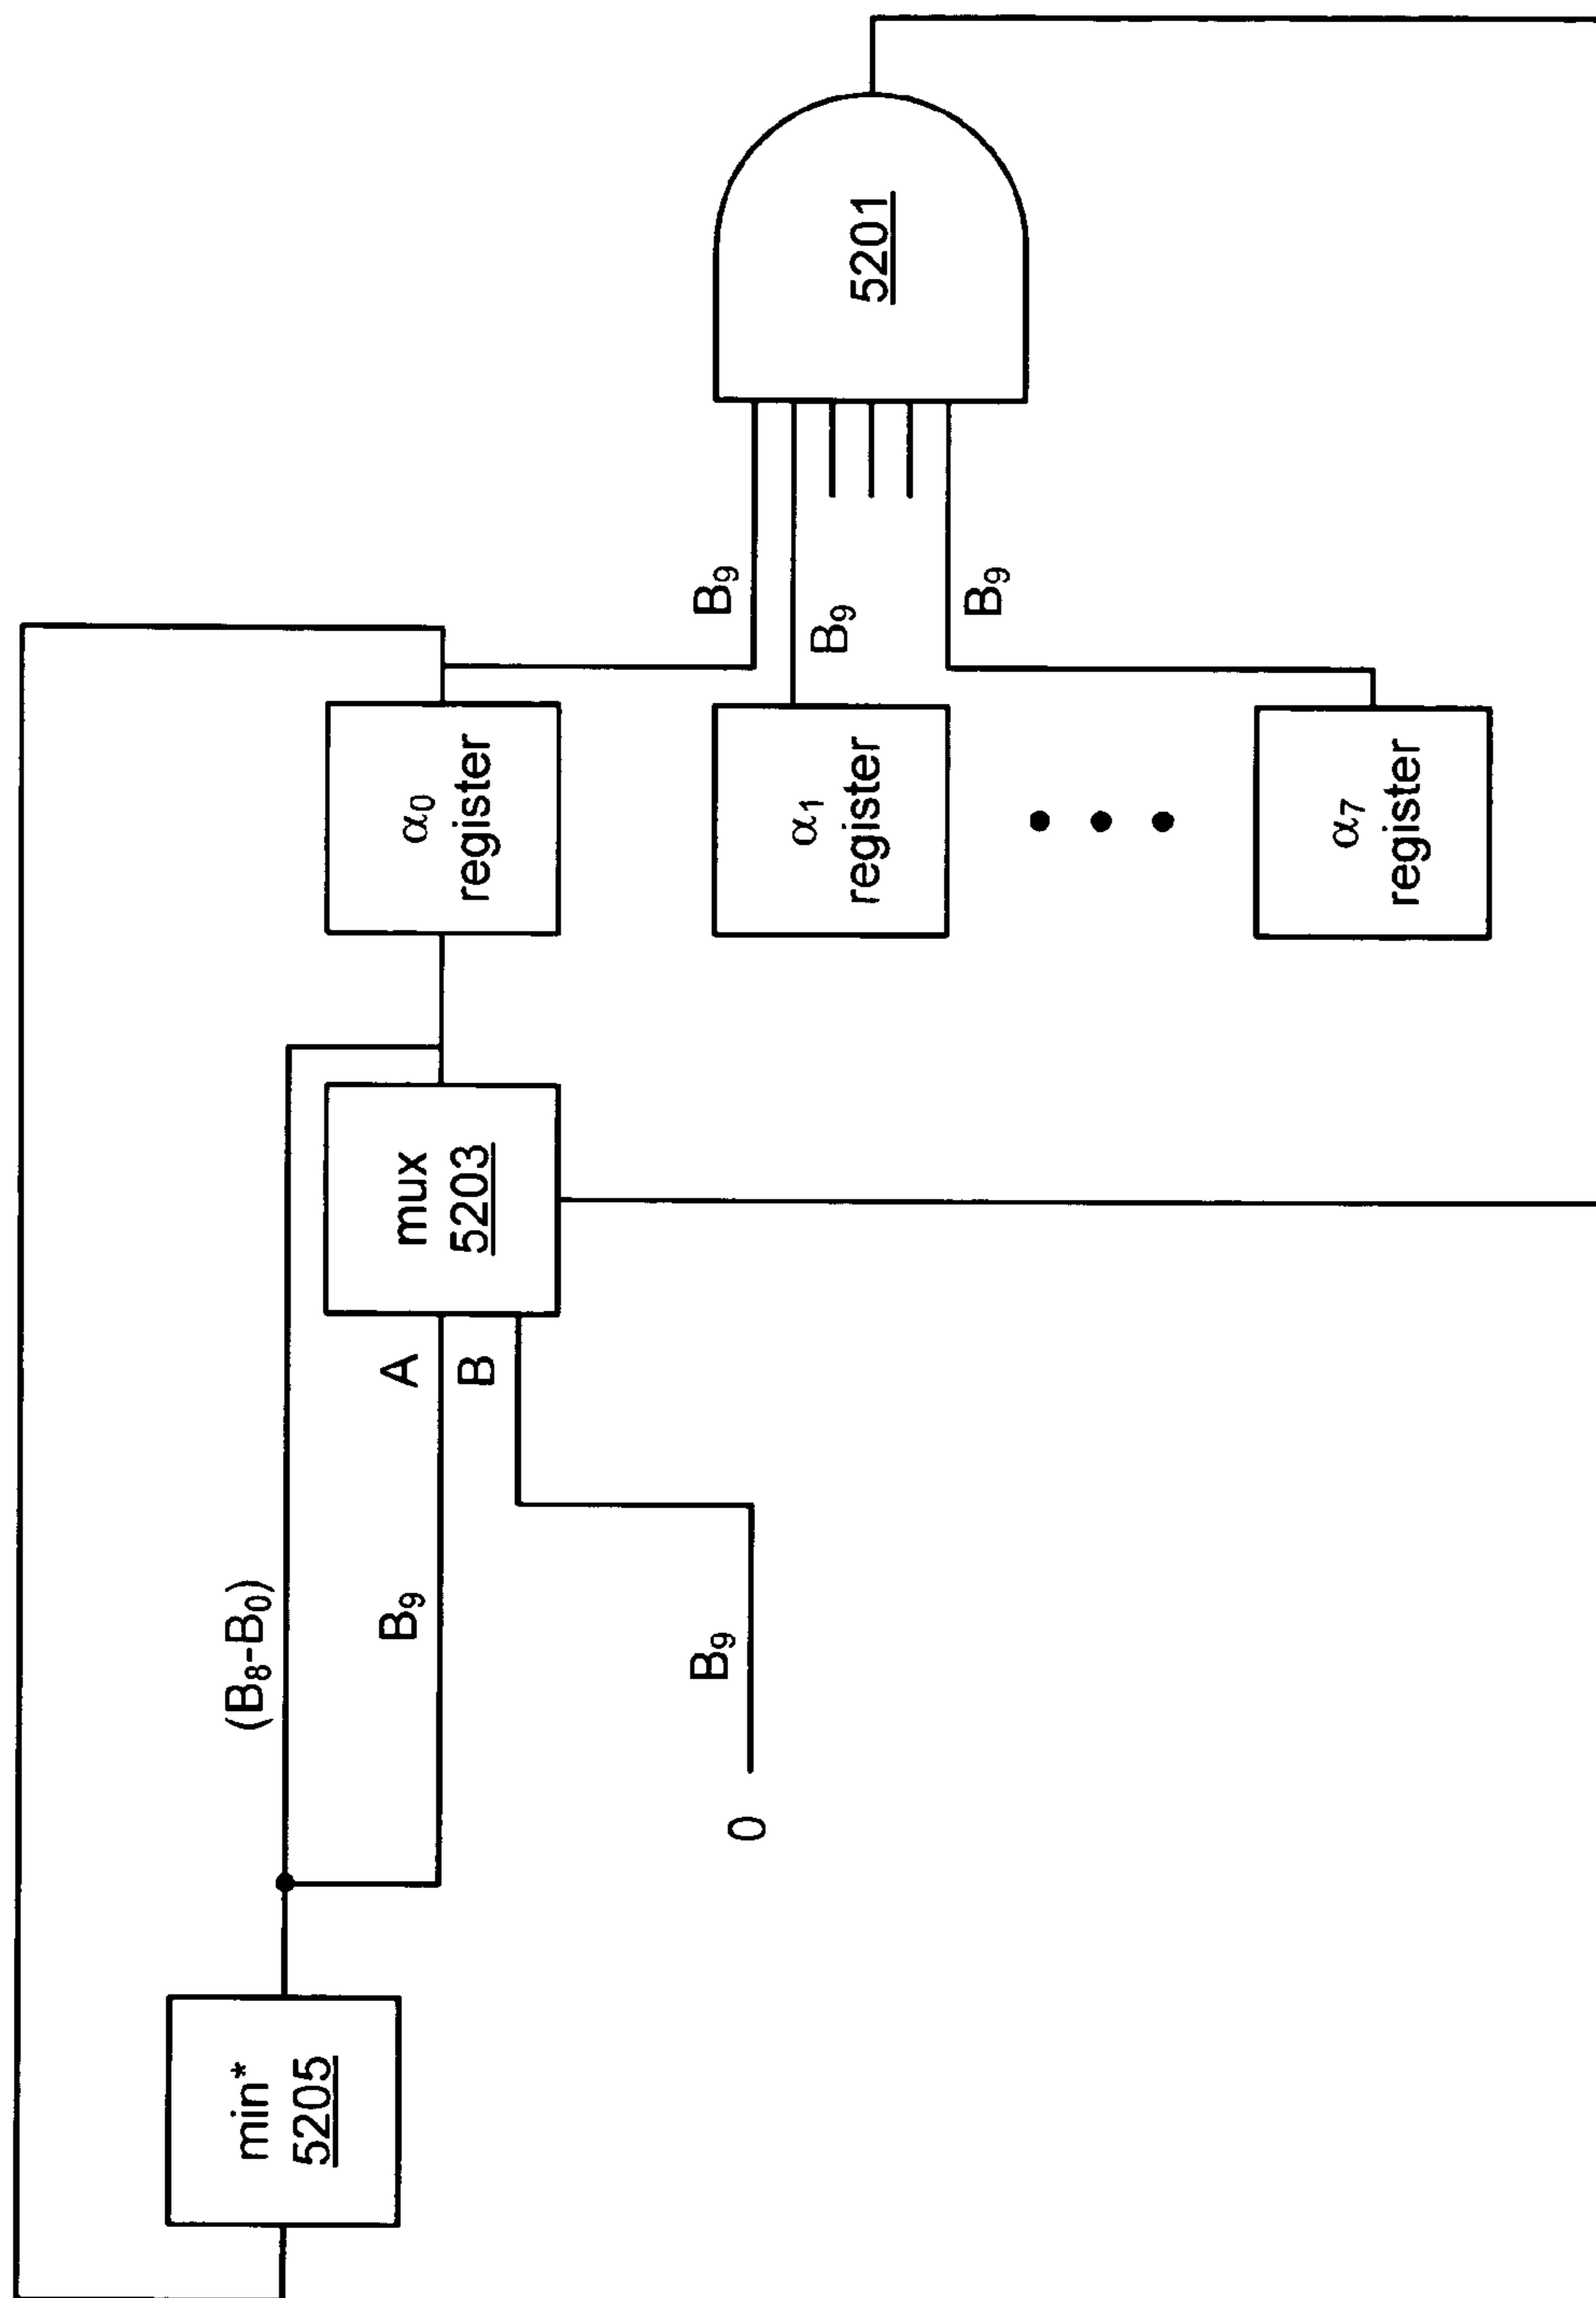 min*
5205
(B₈-B₀)
B₉
A
B
B₉
0
mux
5203
α₀
register
α₁
register
α₇
register
B₉
B₉
B₉
5201